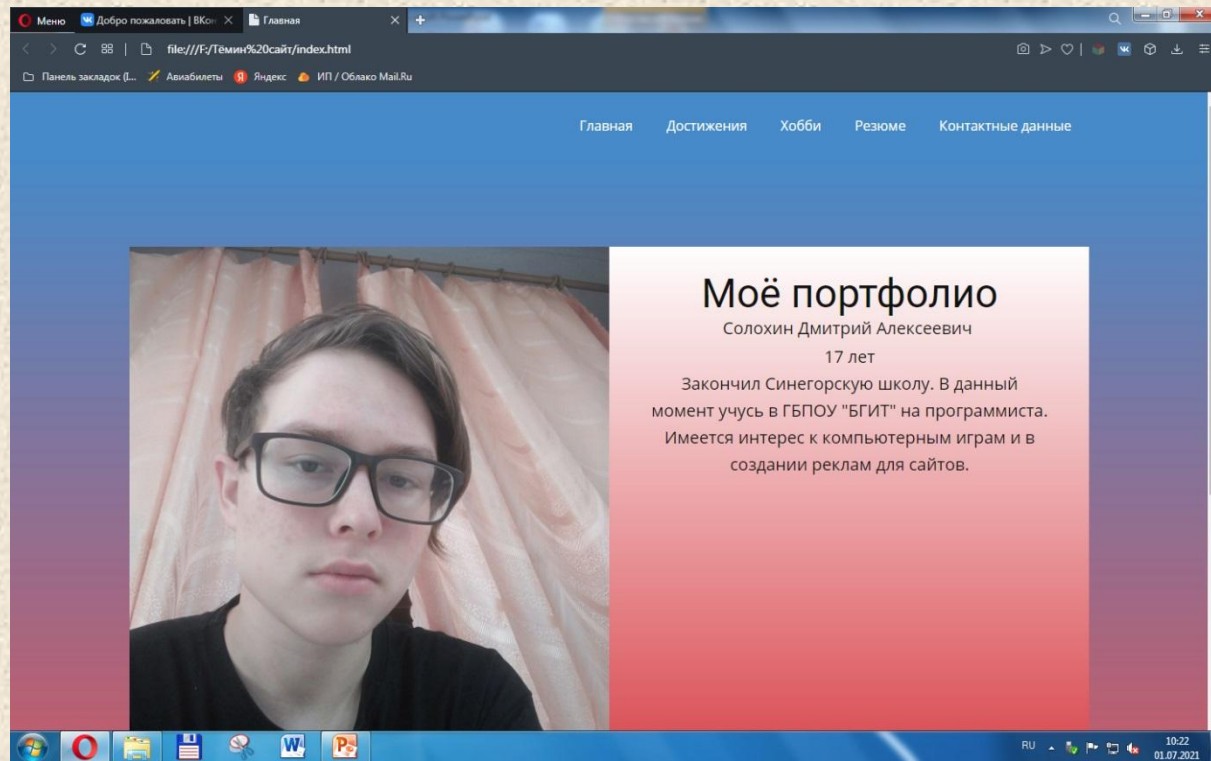 Меню
Добро пожаловать | ВКон
Главная
file:///F:/Тёмин%20сайт/index.html
Панель закладок (I...
Авиабилеты
Яндекс
ИП / Облако Mail.Ru
Главная Достижения Хобби Резюме Контактные данные
Моё портфолио
Солохин Дмитрий Алексеевич
17 лет
Закончил Синегорскую школу. В данный
момент учусь в ГБПОУ "БГИТ" на программиста.
Имеется интерес к компьютерным играм и в
создании реклам для сайтов.
RU
10:22
01.07.2021